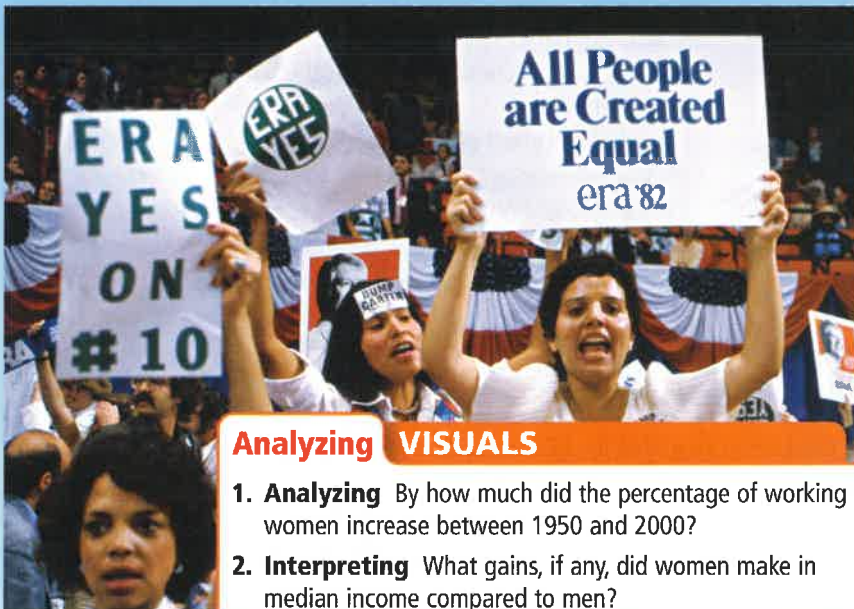 ERA
YES
ON
#10
ERA
YES
All People
are Created
Equal
era '82
DUMP
Analyzing VISUALS
1. Analyzing By how much did the percentage of working
women increase between 1950 and 2000?
2. Interpreting What gains, if any, did women make in
median income compared to men?